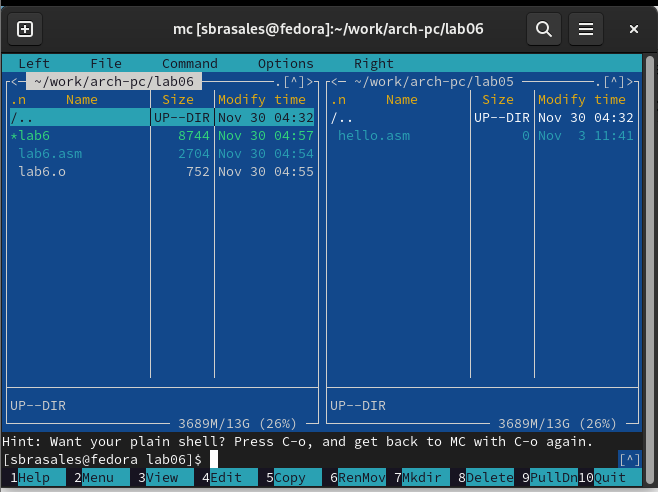 mc [sbrasales@fedora]:~/work/arch-pc/lab06
Left File Command Options Right
<─ ~/work/arch-pc/lab06 .[^]> <─ ~/work/arch-pc/lab05 .[^]>
.n Name Size Modify time .n Name Size Modify time
/.. UP--DIR Nov 30 04:32 /.. UP--DIR Nov 30 04:32
*lab6 8744 Nov 30 04:57 hello.asm 0 Nov 3 11:41
lab6.asm 2704 Nov 30 04:54
lab6.o 752 Nov 30 04:55
UP--DIR UP--DIR
3689M/13G (26%) 3689M/13G (26%)
Hint: Want your plain shell? Press C-o, and get back to MC with C-o again.
[sbrasales@fedora lab06]$ [^]
1Help 2Menu 3View 4Edit 5Copy 6RenMov 7Mkdir 8Delete 9PullDn 10Quit